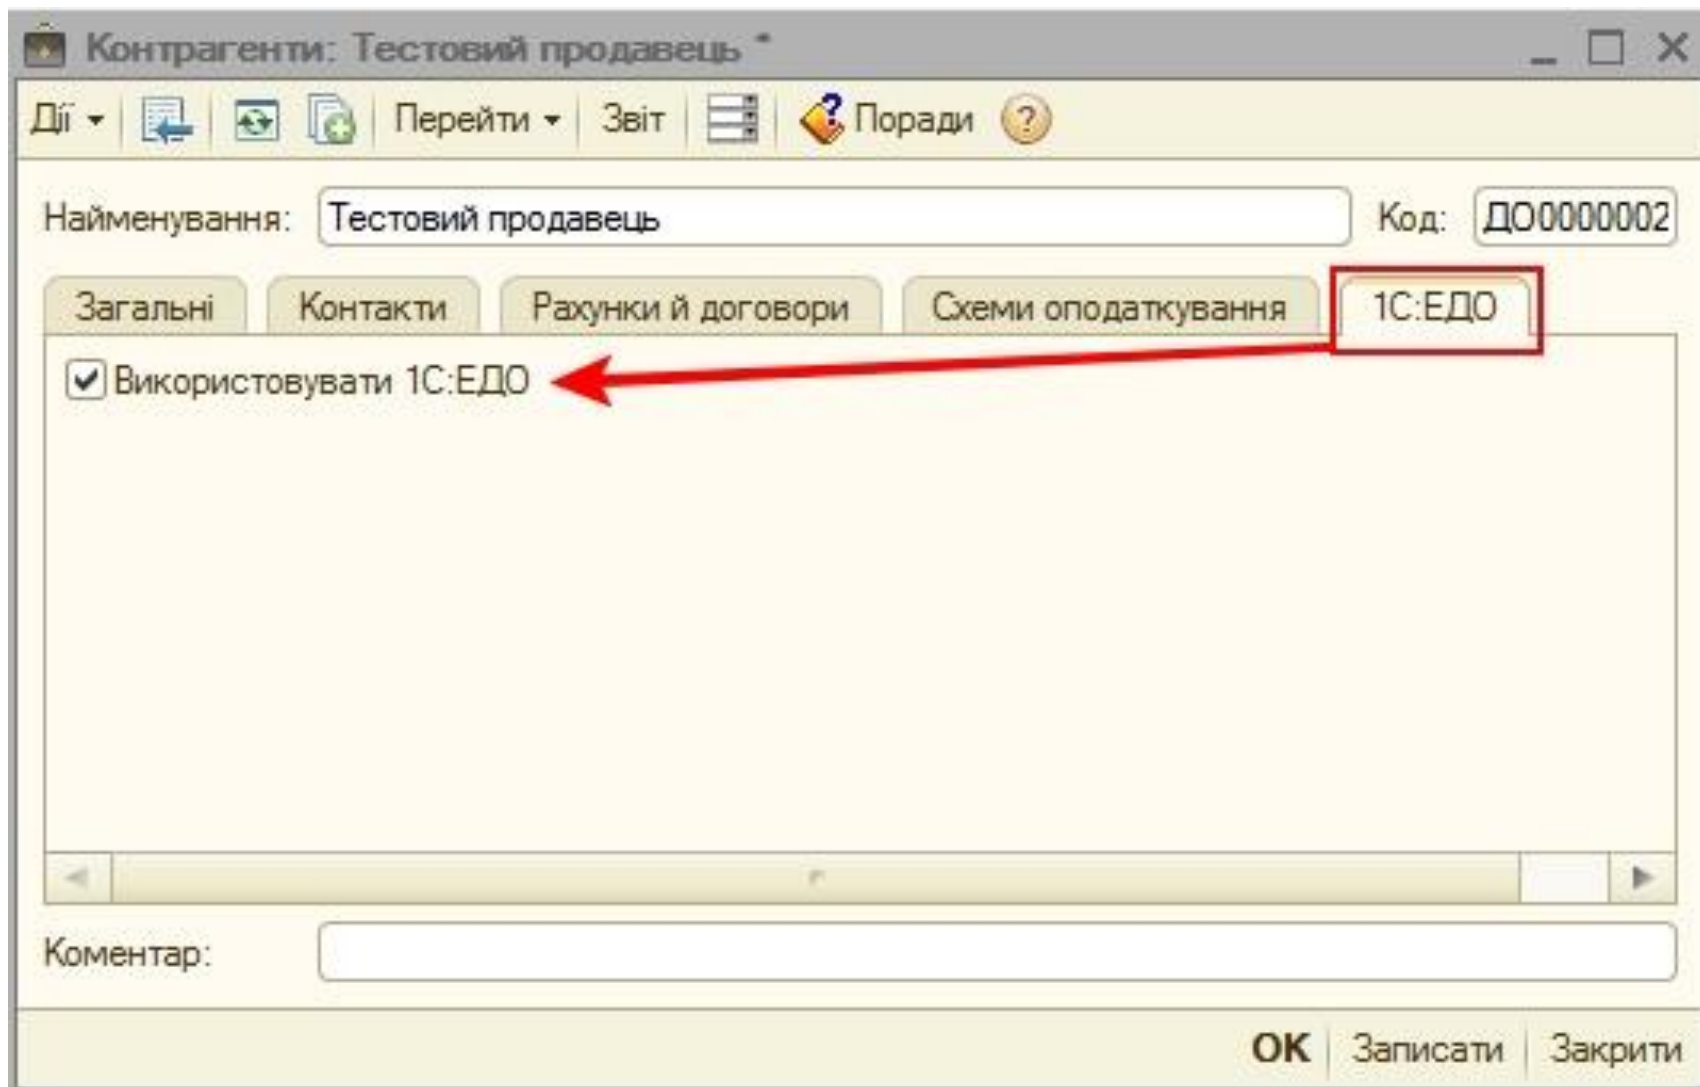 Контрагенти: Тестовий продавець *
Дії Перейти Звіт Поради ?
Найменування: Тестовий продавець Код: ДО0000002
Загальні Контакти Рахунки й договори Схеми оподаткування 1С:ЕДО
Використовувати 1С:ЕДО
Коментар:
OK Записати Закрити